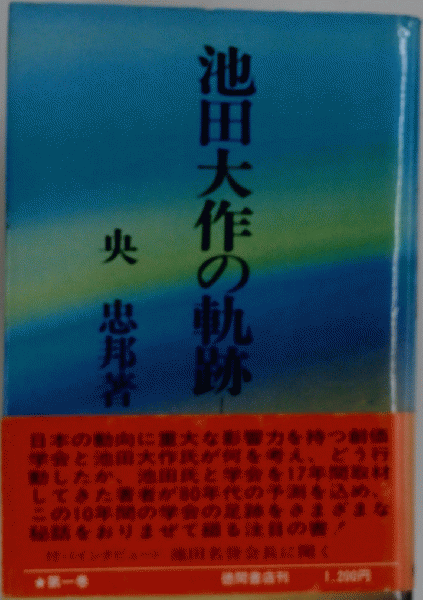 池田大作の軌跡
央 忠邦著
日本の動向に重大な影響力を持つ創価
学会と池田大作氏が何を考え、どう行
動したか、池田氏と学会を17年間取材
してきた著者が80年代の予測を込め、
この10年間の学会の足跡をさまざまな
秘話をおりまぜて綴る注目の書！
付・インタビュー 池田名誉会長に聞く
★第一巻 徳間書店刊 1,200円